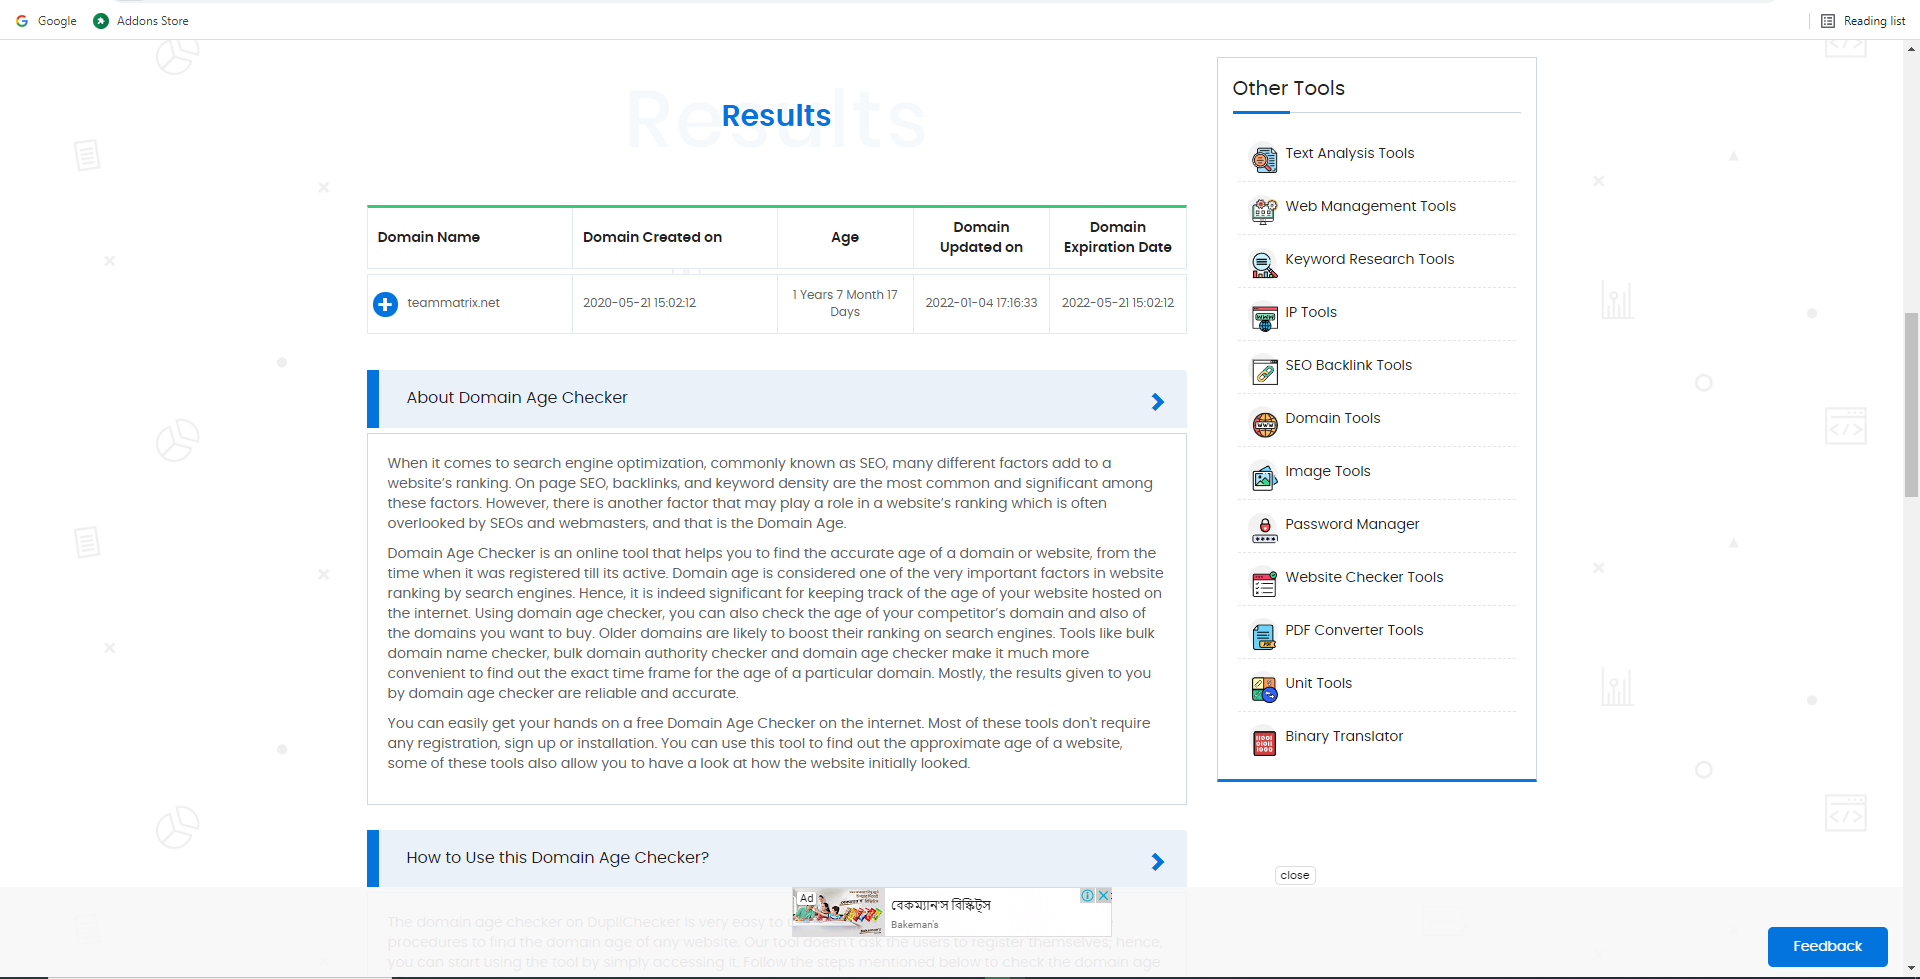 Google
Addons Store
Reading list
Results
Results
Domain Name
Domain Created on
Age
Domain
Updated on
Domain
Expiration Date
teammatrix.net
2020-05-21 15:02:12
1 Years 7 Month 17
Days
2022-01-04 17:16:33
2022-05-21 15:02:12
About Domain Age Checker
When it comes to search engine optimization, commonly known as SEO, many different factors add to a
website’s ranking. On page SEO, backlinks, and keyword density are the most common and significant among
these factors. However, there is another factor that may play a role in a website’s ranking which is often
overlooked by SEOs and webmasters, and that is the Domain Age.
Domain Age Checker is an online tool that helps you to find the accurate age of a domain or website, from the
time when it was registered till its active. Domain age is considered one of the very important factors in website
ranking by search engines. Hence, it is indeed significant for keeping track of the age of your website hosted on
the internet. Using domain age checker, you can also check the age of your competitor’s domain and also of
the domains you want to buy. Older domains are likely to boost their ranking on search engines. Tools like bulk
domain name checker, bulk domain authority checker and domain age checker make it much more
convenient to find out the exact time frame for the age of a particular domain. Mostly, the results given to you
by domain age checker are reliable and accurate.
You can easily get your hands on a free Domain Age Checker on the internet. Most of these tools don't require
any registration, sign up or installation. You can use this tool to find out the approximate age of a website,
some of these tools also allow you to have a look at how the website initially looked.
How to Use this Domain Age Checker?
The domain age checker on DupliChecker is very easy to
procedures to find the domain age of any website. Our tool doesn’t ask the users to register themselves; hence,
you can start using the tool by simply accessing it. Follow the steps mentioned below to check the domain age
Other Tools
Text Analysis Tools
Web Management Tools
Keyword Research Tools
IP Tools
SEO Backlink Tools
Domain Tools
Image Tools
Password Manager
Website Checker Tools
PDF Converter Tools
Unit Tools
Binary Translator
close
Ad
বেকম্যান'স বিস্কিট্স
Bakeman's
Feedback